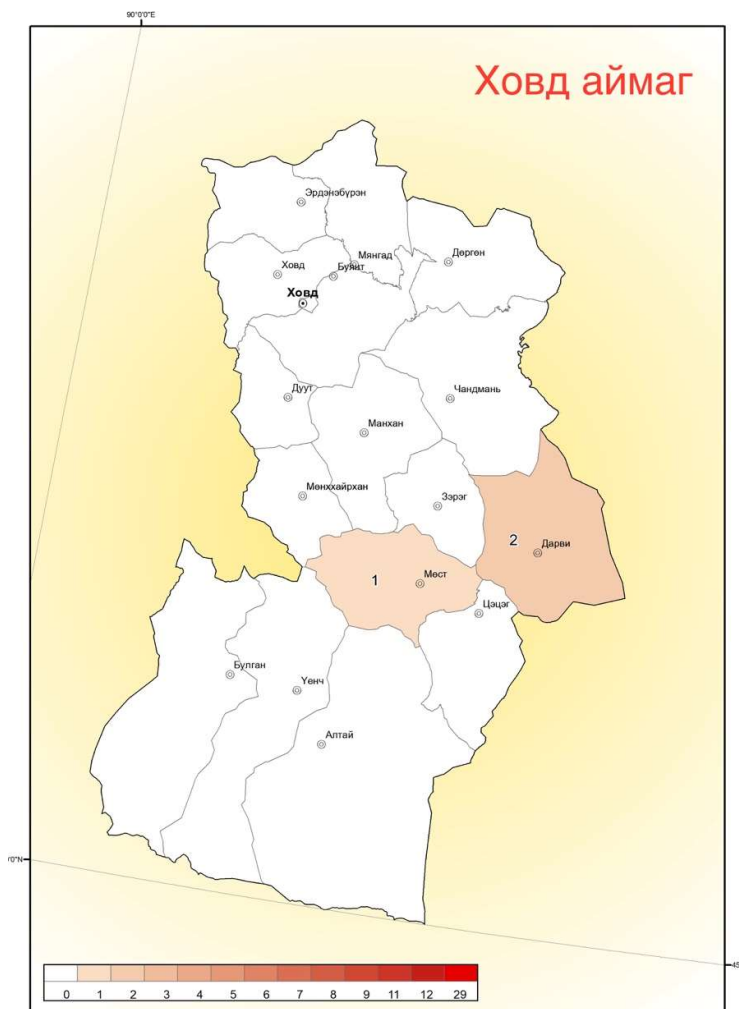 90°0'0"E
Ховд аймаг
Эрдэнэбүрэн
Мянгад
Дөргөн
Ховд
Буянт
Ховд
Дуут
Чандмань
Манхан
Мөнххайрхан
Зэрэг
2
Дарви
1
Мөст
Цэцэг
Булган
Үенч
Алтай
0"N
45
0 1 2 3 4 5 6 7 8 9 11 12 29